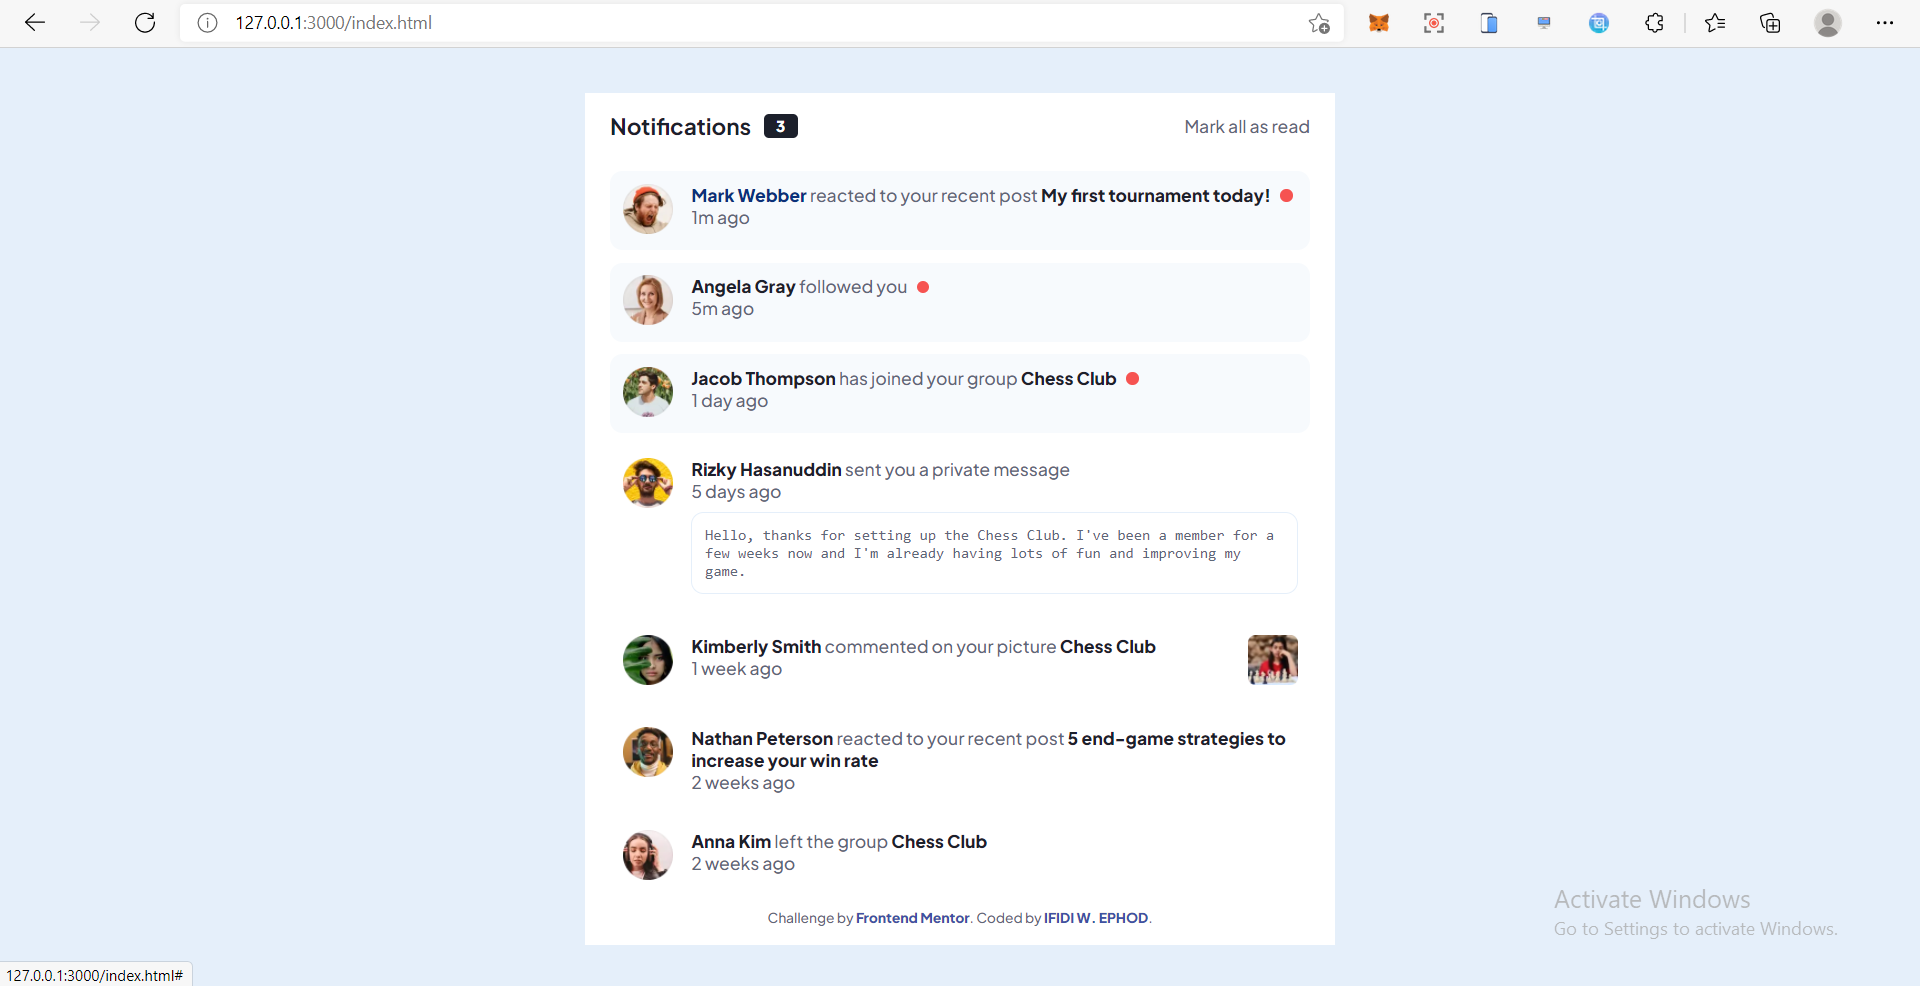 127.0.0.1:3000/index.html
Notifications 3
Mark all as read
Mark Webber reacted to your recent post My first tournament today!
1m ago
Angela Gray followed you
5m ago
Jacob Thompson has joined your group Chess Club
1 day ago
Rizky Hasanuddin sent you a private message
5 days ago
Hello, thanks for setting up the Chess Club. I've been a member for a
few weeks now and I'm already having lots of fun and improving my
game.
Kimberly Smith commented on your picture Chess Club
1 week ago
Nathan Peterson reacted to your recent post 5 end-game strategies to
increase your win rate
2 weeks ago
Anna Kim left the group Chess Club
2 weeks ago
Challenge by Frontend Mentor. Coded by IFIDI W. EPHOD.
Activate Windows
Go to Settings to activate Windows.
127.0.0.1:3000/index.html#